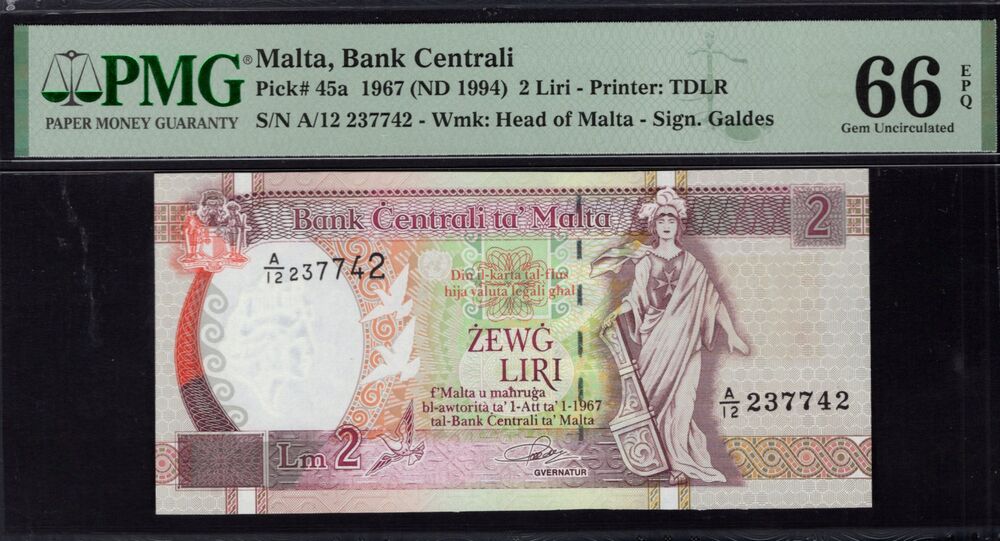 PMG®
PAPER MONEY GUARANTY
Malta, Bank Centrali
Pick# 45a 1967 (ND 1994) 2 Liri - Printer: TDLR
S/N A/12 237742 - Wmk: Head of Malta - Sign. Galdes
66
EPQ
Gem Uncirculated
Bank Ċentrali ta' Malta
2
A/12 237742
Din il-karta tal-flus
hija valuta legali għal
ŻEWĠ
LIRI
f'Malta u maħruġa
bl-awtorità ta' l-Att ta' l-1967
tal-Bank Ċentrali ta' Malta
A/12 237742
Lm 2
GVERNATUR